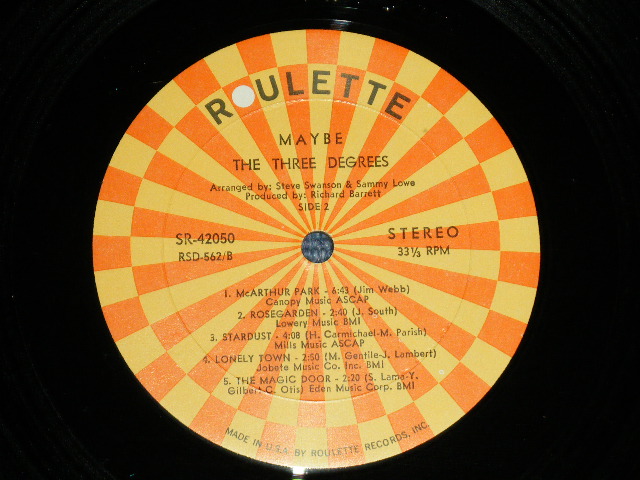 ROULETTE
MAYBE
THE THREE DEGREES
Arranged by: Steve Swanson & Sammy Lowe
Produced by: Richard Barrett
SIDE 2
SR-42050
RSD-562/B
STEREO
33⅓ RPM
1. McARTHUR PARK - 6:43 (Jim Webb)
Canopy Music ASCAP
2. ROSEGARDEN - 2:40 (J. South)
Lowery Music BMI
3. STARDUST - 4:08 (H. Carmichael-M. Parish)
Mills Music ASCAP
4. LONELY TOWN - 2:50 (M. Gentile-J. Lambert)
Jabete Music Co. Inc. BMI
5. THE MAGIC DOOR - 2:20 (S. Lama-Y.
Gilbert C. Otis) Eden Music Corp. BMI
MADE IN U.S.A. BY ROULETTE RECORDS, INC.